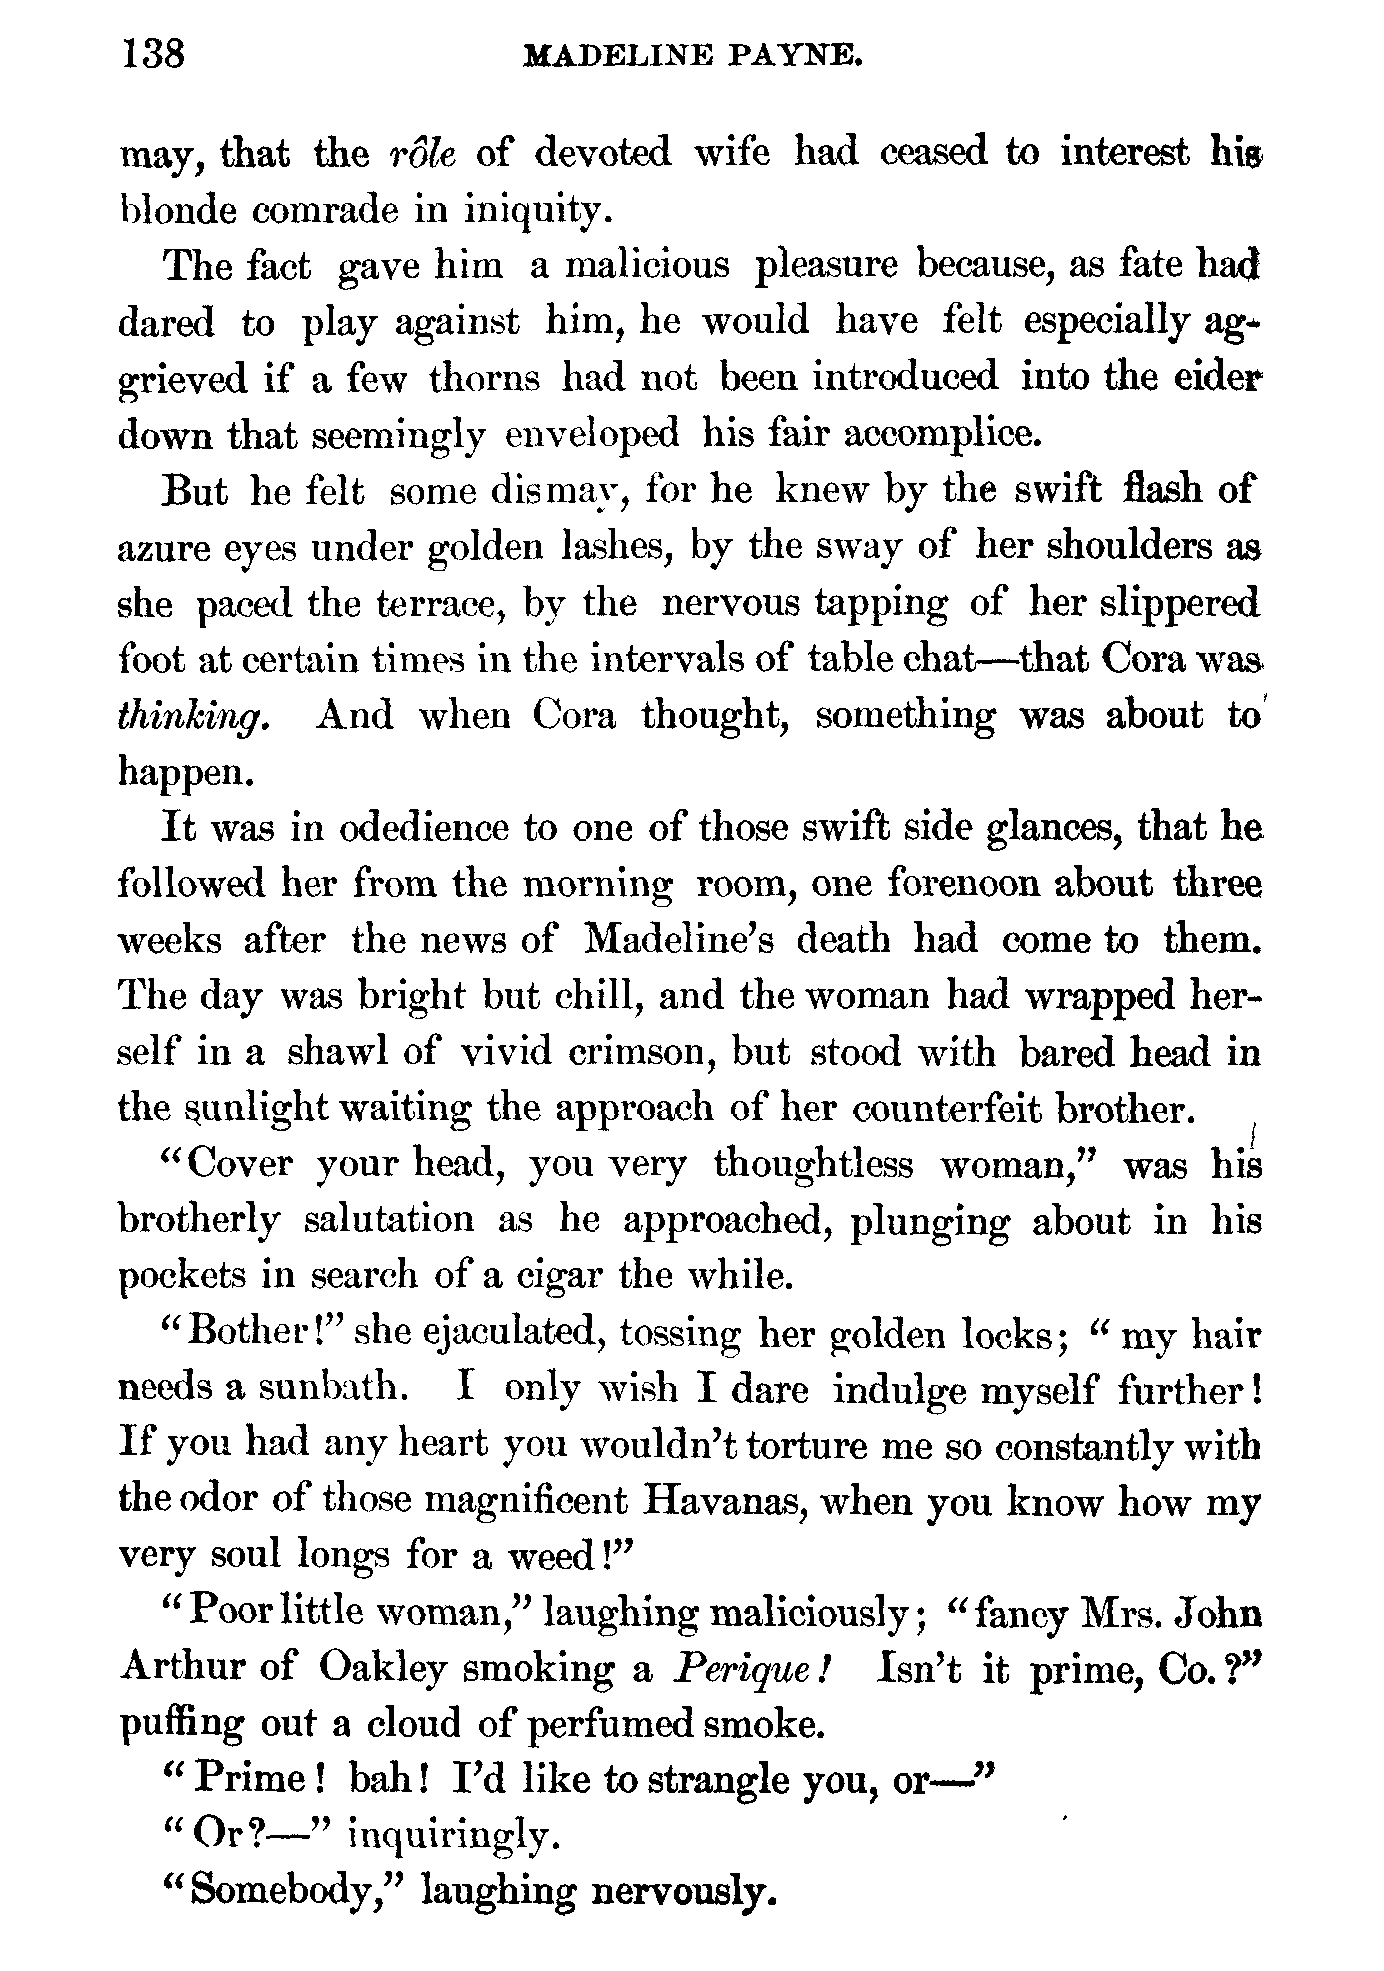 138 MADELINE PAYNE.
may, that the rôle of devoted wife had ceased to interest his
blonde comrade in iniquity.
The fact gave him a malicious pleasure because, as fate had
dared to play against him, he would have felt especially ag-
grieved if a few thorns had not been introduced into the eider
down that seemingly enveloped his fair accomplice.
But he felt some dismay, for he knew by the swift flash of
azure eyes under golden lashes, by the sway of her shoulders as
she paced the terrace, by the nervous tapping of her slippered
foot at certain times in the intervals of table chat—that Cora was
thinking. And when Cora thought, something was about to
happen.
It was in odedience to one of those swift side glances, that he
followed her from the morning room, one forenoon about three
weeks after the news of Madeline's death had come to them.
The day was bright but chill, and the woman had wrapped her-
self in a shawl of vivid crimson, but stood with bared head in
the sunlight waiting the approach of her counterfeit brother.
"Cover your head, you very thoughtless woman," was his
brotherly salutation as he approached, plunging about in his
pockets in search of a cigar the while.
"Bother!" she ejaculated, tossing her golden locks; "my hair
needs a sunbath. I only wish I dare indulge myself further!
If you had any heart you wouldn't torture me so constantly with
the odor of those magnificent Havanas, when you know how my
very soul longs for a weed!"
"Poor little woman," laughing maliciously; "fancy Mrs. John
Arthur of Oakley smoking a Perique! Isn't it prime, Co.?"
puffing out a cloud of perfumed smoke.
"Prime! bah! I'd like to strangle you, or—"
"Or?—" inquiringly.
"Somebody," laughing nervously.